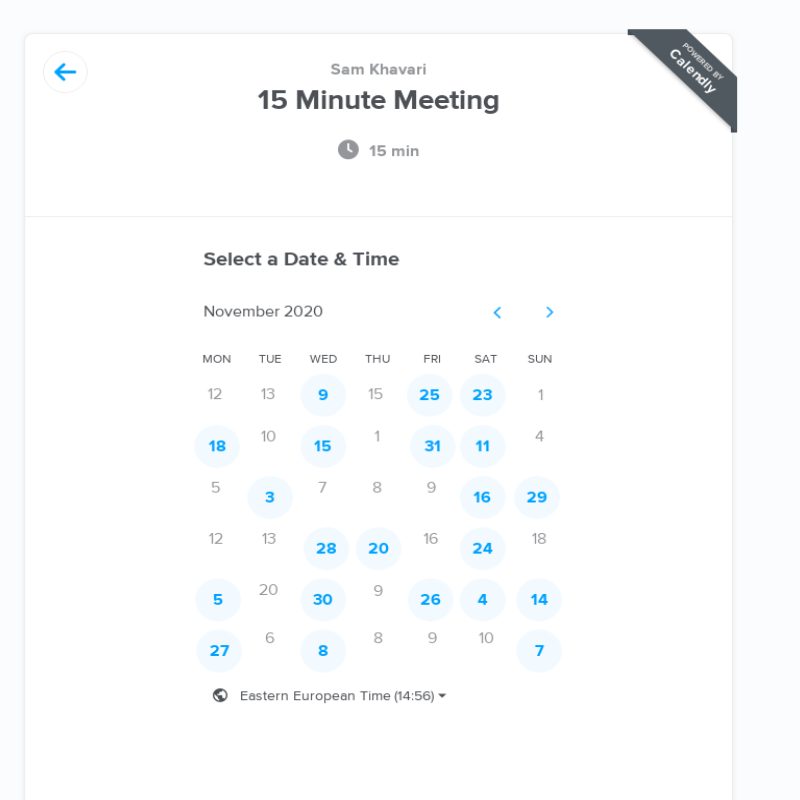 POWERED BY
Calendly
Sam Khavari
15 Minute Meeting
15 min
Select a Date & Time
November 2020
MON TUE WED THU FRI SAT SUN
12 13 9 15 25 23 1
18 10 15 1 31 11 4
5 3 7 8 9 16 29
12 13 28 20 16 24 18
5 20 30 9 26 4 14
27 6 8 8 9 10 7
Eastern European Time (14:56)